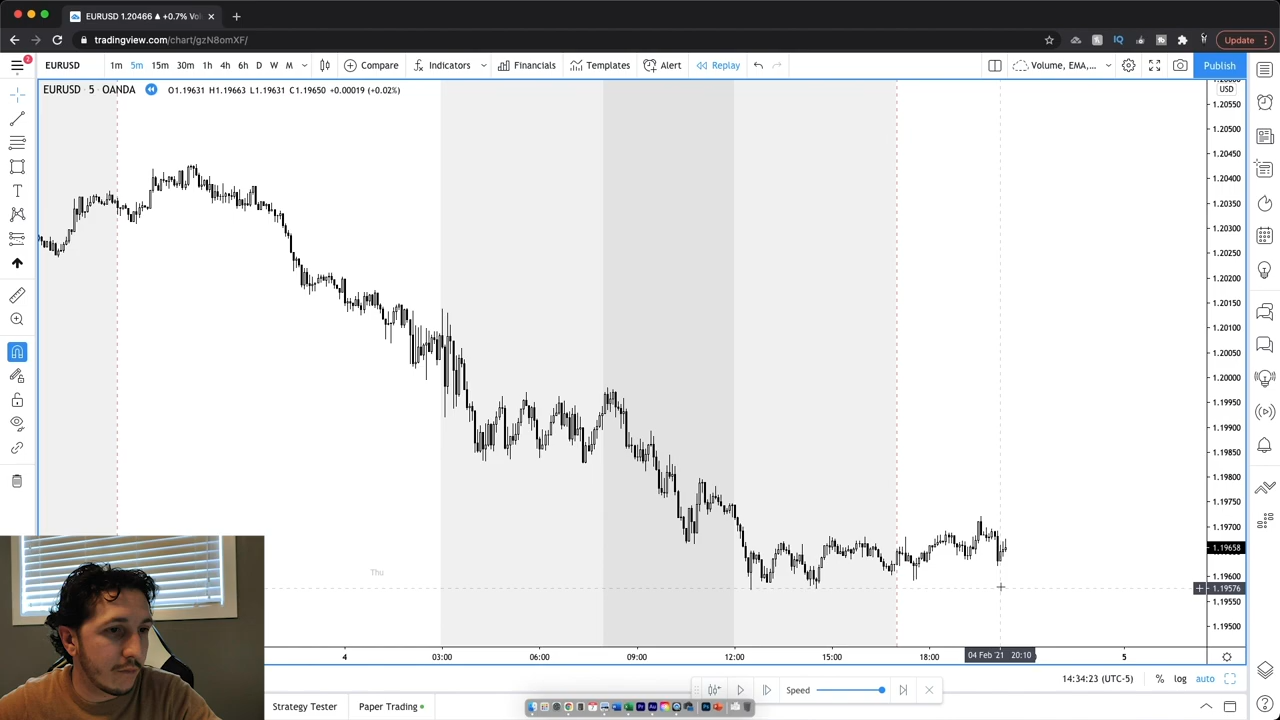 EURUSD 1.20466 ▲ +0.7% Vo
tradingview.com/chart/gzN8omXF/
Update
2
EURUSD 1m 5m 15m 30m 1h 4h 6h D W M Compare Indicators Financials Templates Alert Replay Volume, EMA,... Publish
EURUSD · 5 · OANDA O1.19631 H1.19663 L1.19631 C1.19650 +0.00019 (+0.02%)
USD
1.20550
1.20500
1.20450
1.20400
1.20350
1.20300
1.20250
1.20200
1.20150
1.20100
1.20050
1.20000
1.19950
1.19900
1.19850
1.19800
1.19750
1.19700
1.19658
1.19600
1.19576
1.19550
1.19500
Thu
4 03:00 06:00 09:00 12:00 15:00 18:00 04 Feb '21 20:10 5
14:34:23 (UTC-5) % log auto
Speed
Strategy Tester Paper Trading